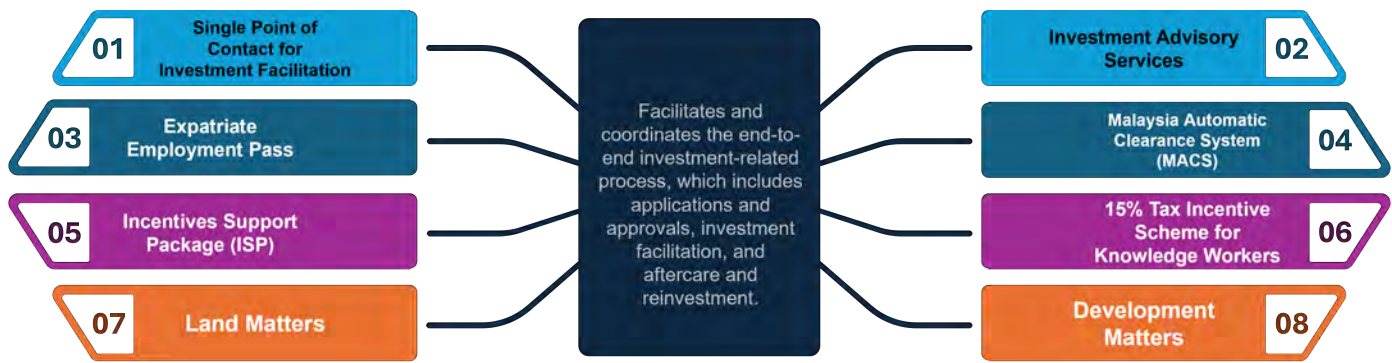 01
Single Point of
Contact for
Investment Facilitation
Investment Advisory
Services
02
03
Expatriate
Employment Pass
Malaysia Automatic
Clearance System
(MACS)
04
05
Incentives Support
Package (ISP)
15% Tax Incentive
Scheme for
Knowledge Workers
06
07
Land Matters
Development
Matters
08
Facilitates and
coordinates the end-to-
end investment-related
process, which includes
applications and
approvals, investment
facilitation, and
aftercare and
reinvestment.